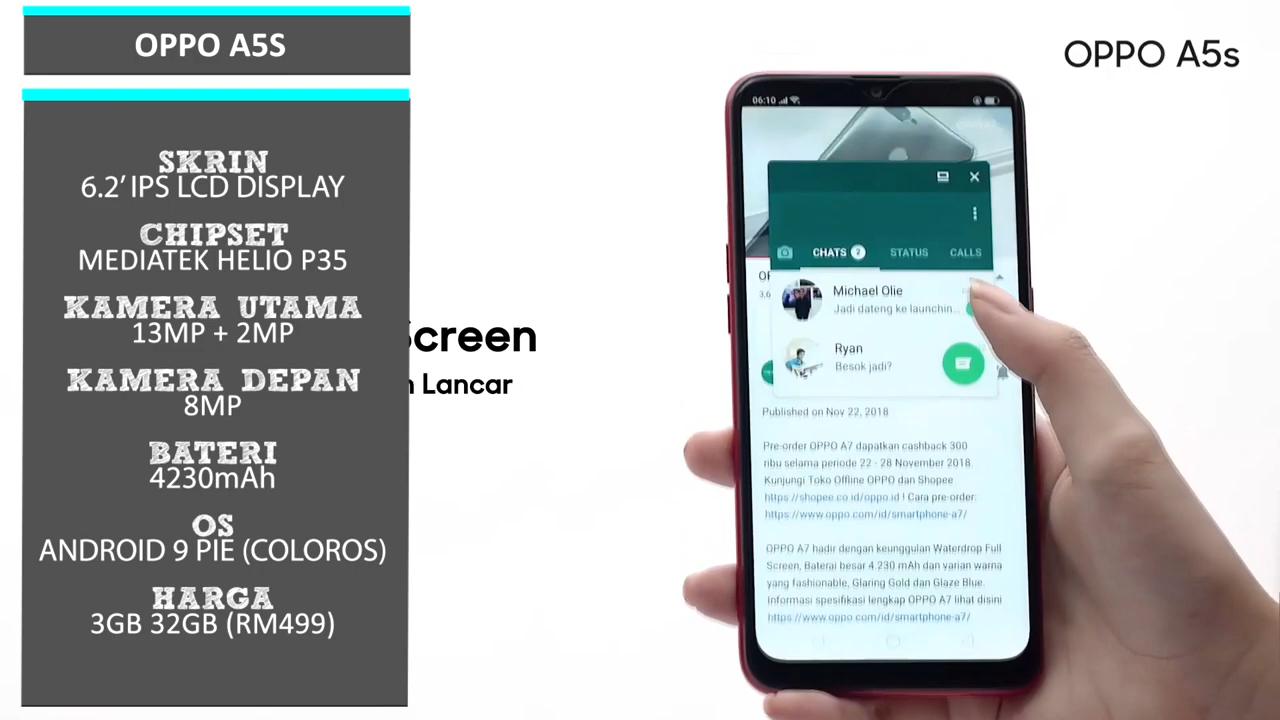 OPPO A5S
SKRIN
6.2’ IPS LCD DISPLAY
CHIPSET
MEDIATEK HELIO P35
KAMERA UTAMA
13MP + 2MP
KAMERA DEPAN
8MP
BATERI
4230mAh
OS
ANDROID 9 PIE (COLOROS)
HARGA
3GB 32GB (RM499)
Screen
Lancar
OPPO A5s
06:10
CHATS 2 STATUS CALLS
Michael Olie
Jadi dateng ke launchin...
Ryan
Besok jadi?
Published on Nov 22, 2018
Pre-order OPPO A7 dapatkan cashback 300
ribu selama periode 22 - 28 November 2018.
Kunjungi Toko Offline OPPO dan Shopee
https://shopee.co.id/oppo.id ! Cara pre-order:
https://www.oppo.com/id/smartphone-a7/
OPPO A7 hadir dengan keunggulan Waterdrop Full
Screen, Baterai besar 4.230 mAh dan varian warna
yang fashionable, Glaring Gold dan Glaze Blue.
Informasi spesifikasi lengkap OPPO A7 lihat disini
https://www.oppo.com/id/smartphone-a7/